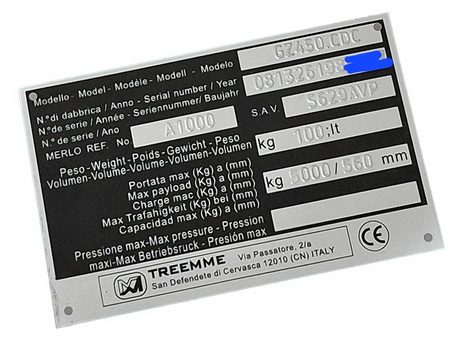 Modello - Model - Modèle - Modell - Modelo GZ450.CDC
N° di dabbrica / Anno - Serial number / Year
N° de serie / Année - Seriennummer / Baujahr 081326198
N° de serie / Ano
MERLO REF. No A1000 S.A.V. S629AVP
Peso - Weight - Poids - Gewicht - Peso
Volumen-Volume-Volumen-Volume-Volumen kg 100;lt
Portata max (Kg) a (mm)
Max payload (Kg) a (mm)
Charge mac (Kg) a (mm)
Max Trafahigkeit (Kg) bei (mm)
Capacidad max (Kg) a (mm) kg 5000/560 mm
Pressione max-Max pressure - Pression
maxi-Max Betriebsruck - Presión max
TREEMME Via Passatore, 2/a
San Defendete di Cervasca 12010 (CN) ITALY
CE